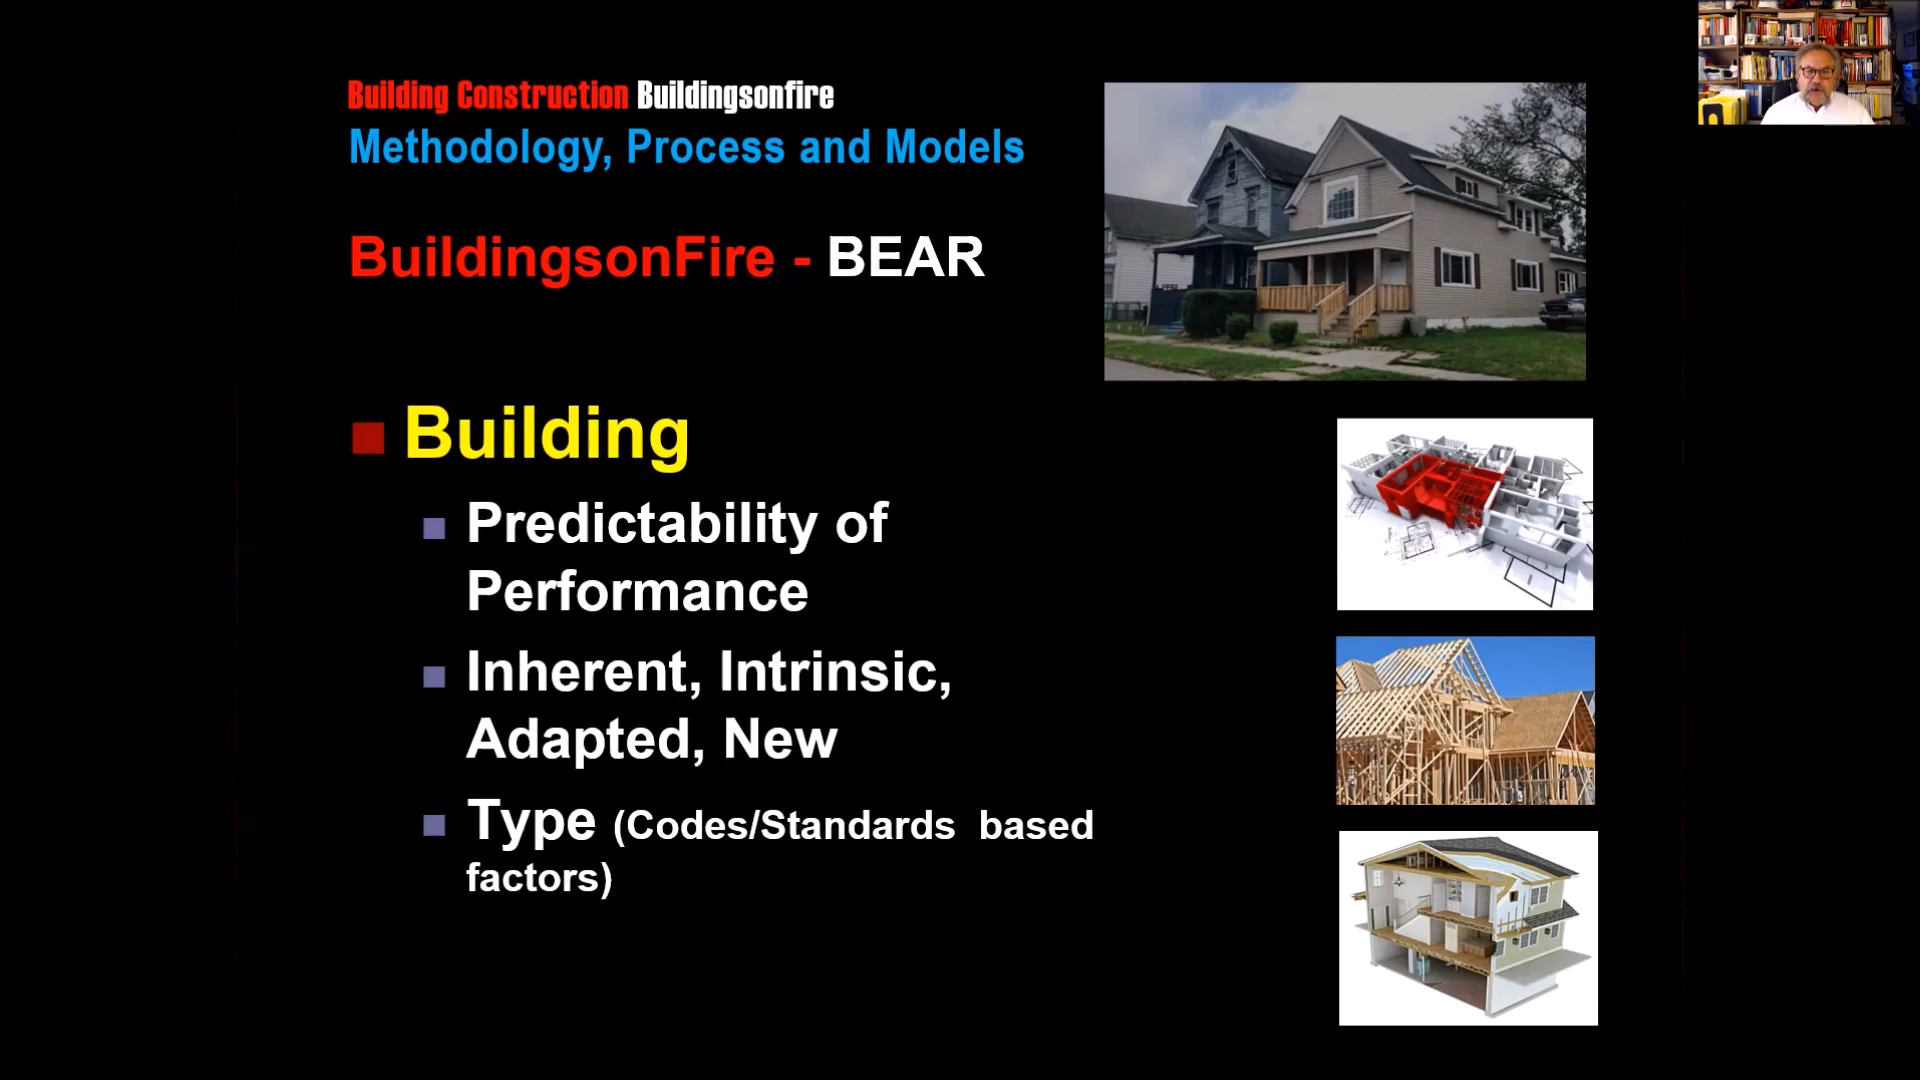 Building Construction Buildingsonfire
Methodology, Process and Models
BuildingsonFire - BEAR
Building
Predictability of
Performance
Inherent, Intrinsic,
Adapted, New
Type (Codes/Standards based
factors)